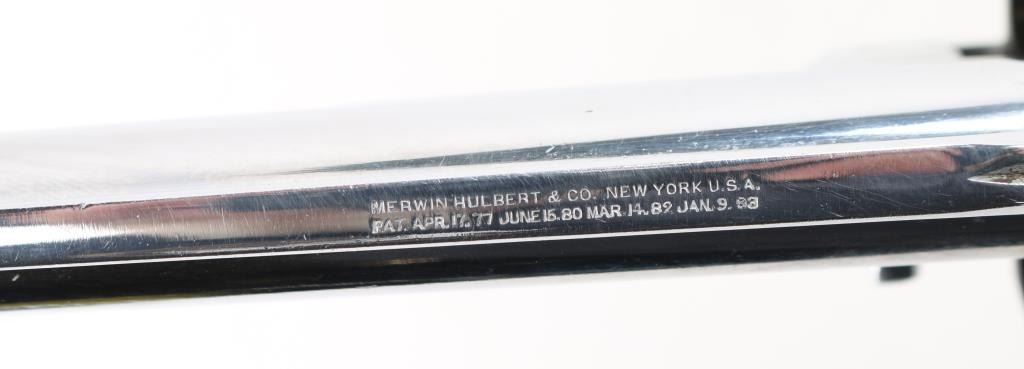 MERWIN HULBERT & CO. NEW YORK U.S.A.
PAT. APR. 17. 77 JUNE 15. 80 MAR. 14. 82 JAN. 9. 83